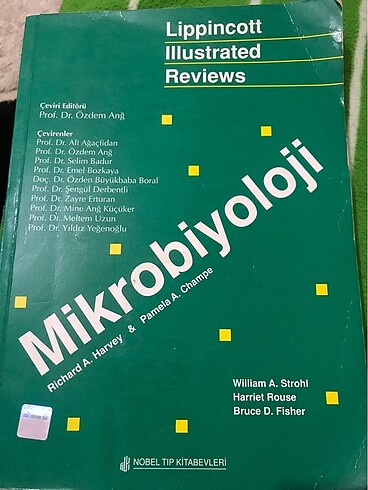 Lippincott
Illustrated
Reviews
Çeviri Editörü
Prof. Dr. Özdem Anğ
Çevirenler
Prof. Dr. Ali Ağaçfidan
Prof. Dr. Özdem Anğ
Prof. Dr. Selim Badur
Prof. Dr. Emel Bozkaya
Doç. Dr. Özden Büyükbaba Boral
Prof. Dr. Şengül Derbentli
Prof. Dr. Zayre Erturan
Prof. Dr. Mine Anğ Küçüker
Prof. Dr. Meltem Uzun
Prof. Dr. Yıldız Yeğenoğlu
Mikrobiyoloji
Richard A. Harvey & Pamela A. Champe
William A. Strohl
Harriet Rouse
Bruce D. Fisher
NOBEL TIP KİTABEVLERİ